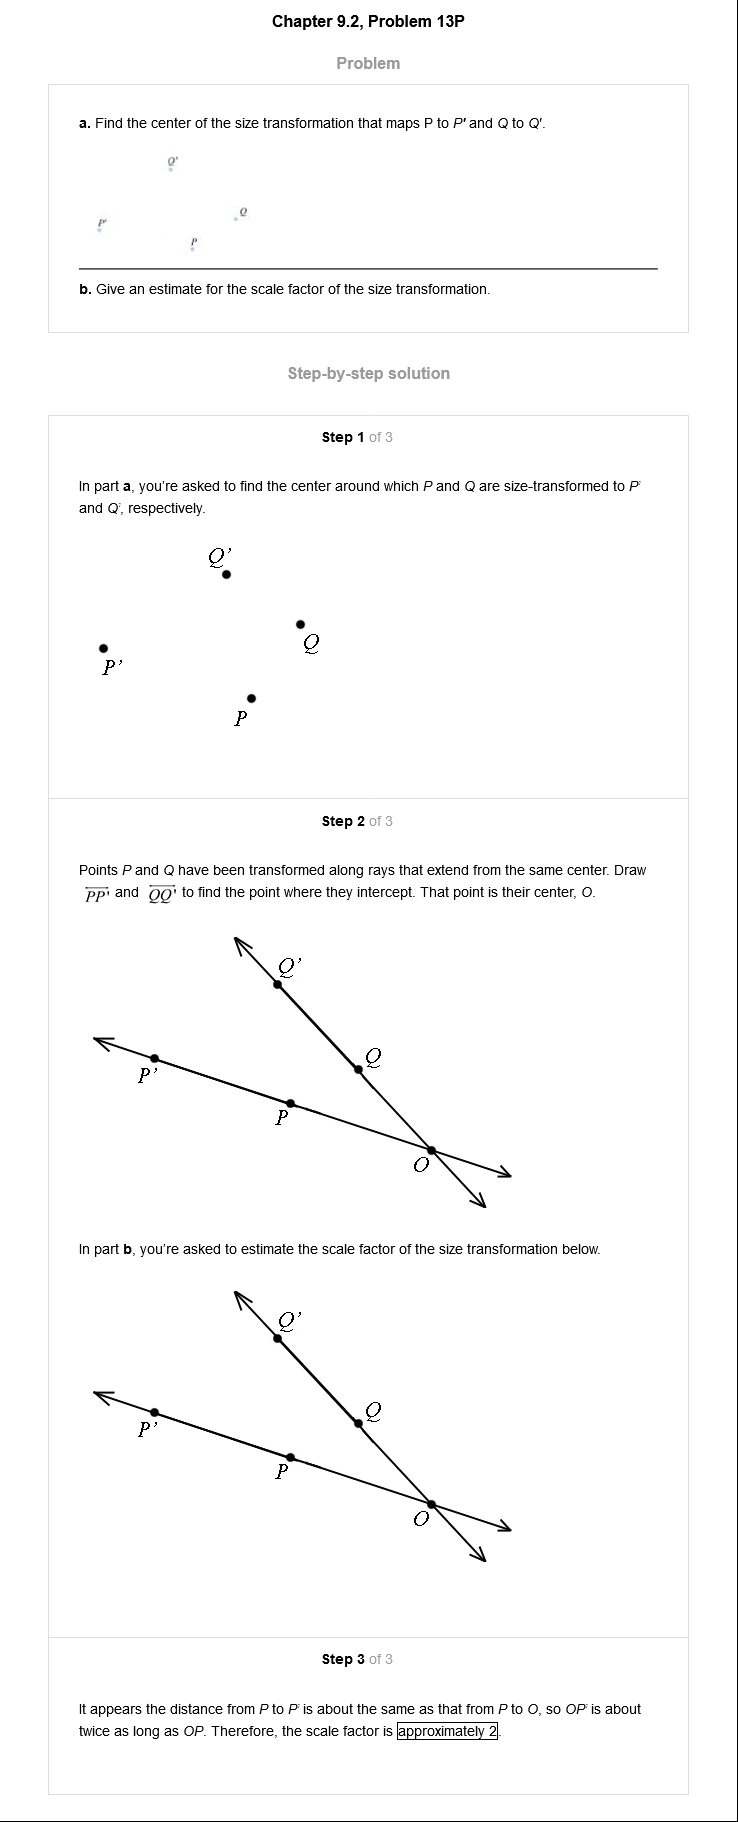 Chapter 9.2, Problem 13P
Problem
a. Find the center of the size transformation that maps P to P' and Q to Q'.
Q'
Q
P'
P
b. Give an estimate for the scale factor of the size transformation.
Step-by-step solution
Step 1 of 3
In part a, you're asked to find the center around which P and Q are size-transformed to P'
and Q', respectively.
Q'
Q
P'
P
Step 2 of 3
Points P and Q have been transformed along rays that extend from the same center. Draw
PP' and QQ' to find the point where they intercept. That point is their center, O.
Q'
Q
P'
P
O
In part b, you're asked to estimate the scale factor of the size transformation below.
Q'
Q
P'
P
O
Step 3 of 3
It appears the distance from P to P' is about the same as that from P to O, so OP' is about
twice as long as OP. Therefore, the scale factor is approximately 2.